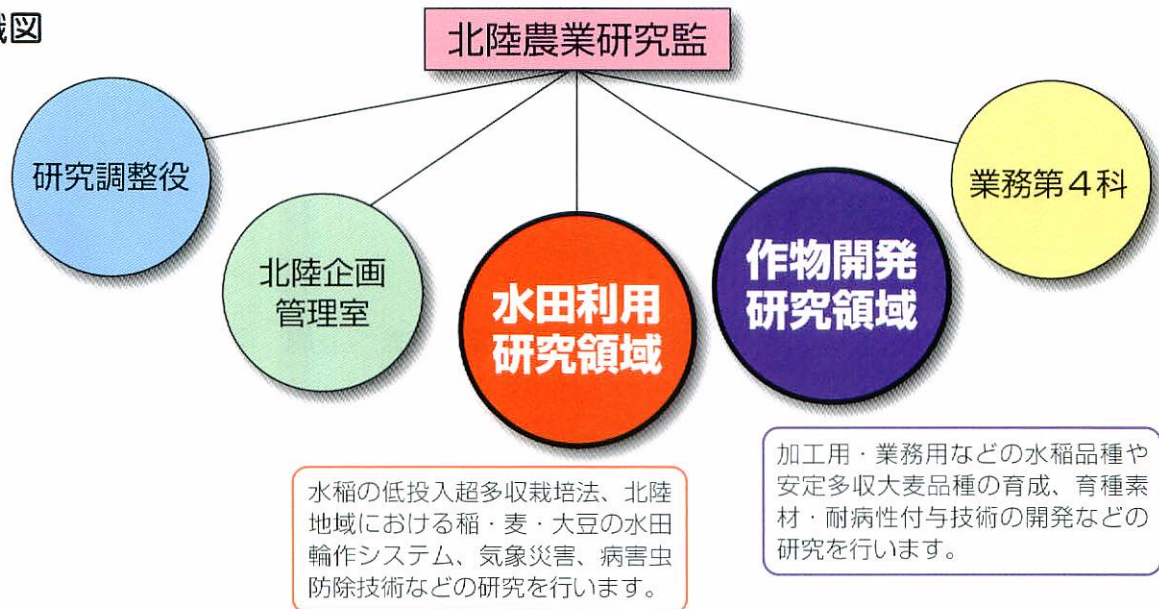 織図
北陸農業研究監
研究調整役
北陸企画
管理室
水田利用
研究領域
作物開発
研究領域
業務第4科
水稲の低投入超多収栽培法、北陸
地域における稲・麦・大豆の水田
輪作システム、気象災害、病害虫
防除技術などの研究を行います。
加工用・業務用などの水稲品種や
安定多収大麦品種の育成、育種素
材・耐病性付与技術の開発などの
研究を行います。